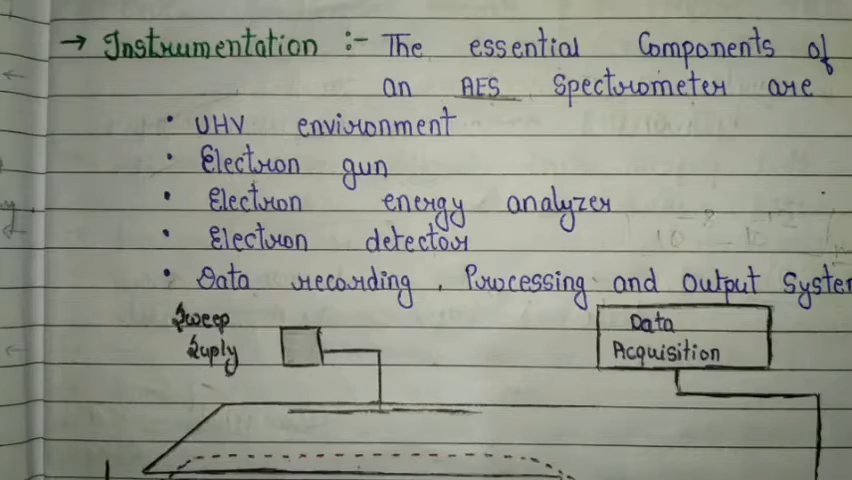 → Instrumentation :- The essential Components of
an AES Spectrometer are
• UHV environment
• Electron gun
• Electron energy analyzer
• Electron detector
• Data recording, Processing and Output System
Sweep
Suply
Data
Acquisition